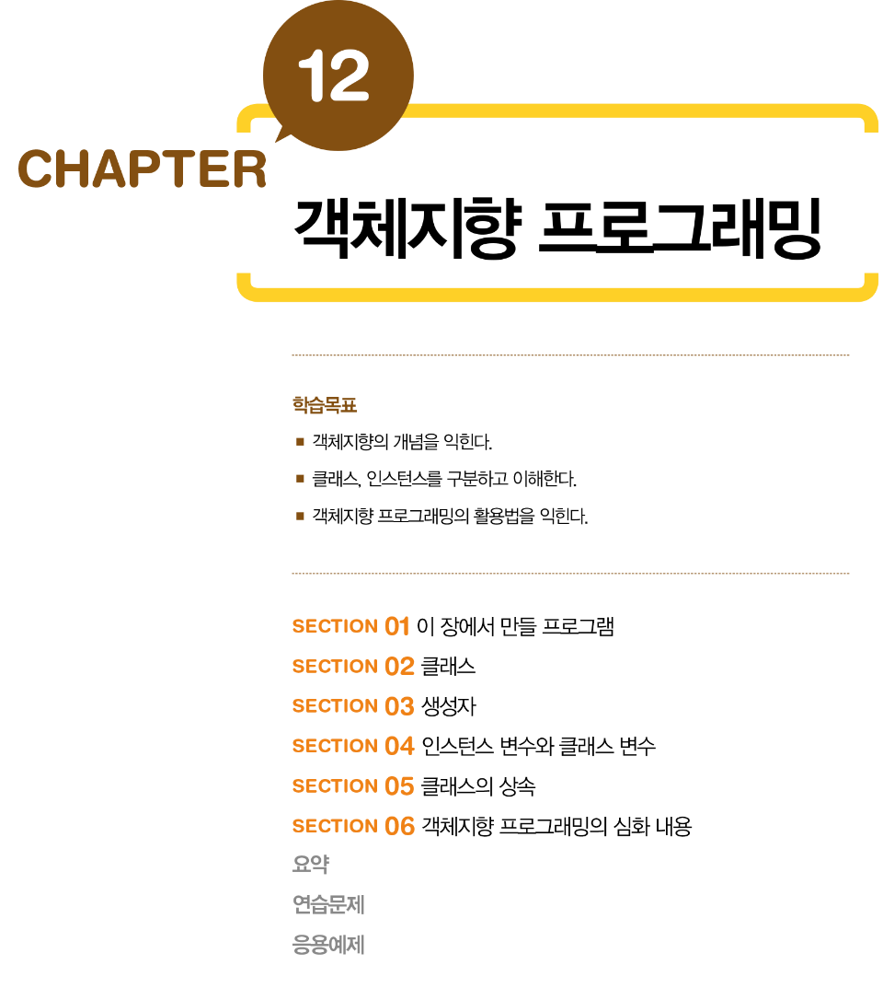 12
CHAPTER
객체지향 프로그래밍
학습목표
■ 객체지향의 개념을 익힌다.
■ 클래스, 인스턴스를 구분하고 이해한다.
■ 객체지향 프로그래밍의 활용법을 익힌다.
SECTION 01 이 장에서 만들 프로그램
SECTION 02 클래스
SECTION 03 생성자
SECTION 04 인스턴스 변수와 클래스 변수
SECTION 05 클래스의 상속
SECTION 06 객체지향 프로그래밍의 심화 내용
요약
연습문제
응용예제